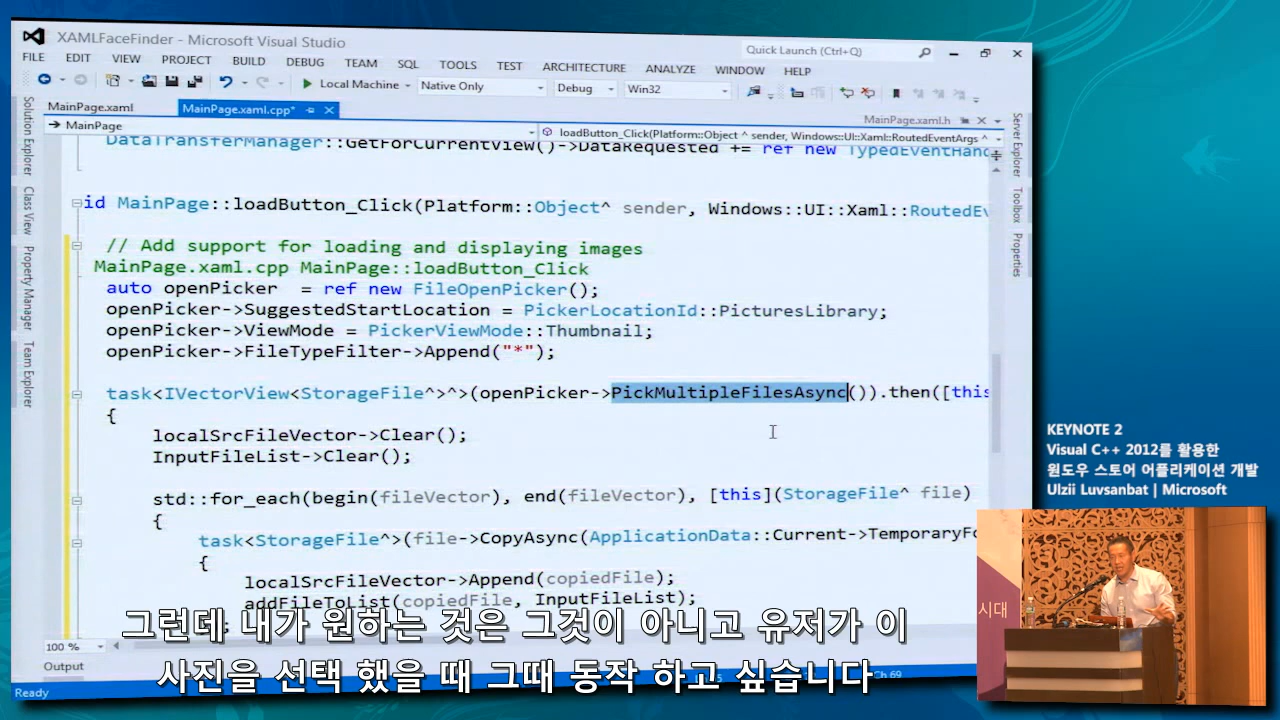 XAMLFaceFinder - Microsoft Visual Studio
Quick Launch (Ctrl+Q)
FILE EDIT VIEW PROJECT BUILD DEBUG TEAM SQL TOOLS TEST ARCHITECTURE ANALYZE WINDOW HELP
Local Machine Native Only Debug Win32
MainPage.xaml MainPage.xaml.cpp* MainPage.xaml.h
MainPage loadButton_Click(Platform::Object ^ sender, Windows::UI::Xaml::RoutedEventArgs ^
DataTransferManager::GetForCurrentView()->DataRequested += ref new TypedEventHand
id MainPage::loadButton_Click(Platform::Object^ sender, Windows::UI::Xaml::RoutedEv
// Add support for loading and displaying images
MainPage.xaml.cpp MainPage::loadButton_Click
auto openPicker = ref new FileOpenPicker();
openPicker->SuggestedStartLocation = PickerLocationId::PicturesLibrary;
openPicker->ViewMode = PickerViewMode::Thumbnail;
openPicker->FileTypeFilter->Append("*");
task<IVectorView<StorageFile^>^>(openPicker->PickMultipleFilesAsync()).then([this
{
localSrcFileVector->Clear();
InputFileList->Clear();
std::for_each(begin(fileVector), end(fileVector), [this](StorageFile^ file)
{
task<StorageFile^>(file->CopyAsync(ApplicationData::Current->TemporaryFo
{
localSrcFileVector->Append(copiedFile);
addFileToList(copiedFile, InputFileList);
100 %
Output
Ready
Ch 69
Solution Explorer
Class View
Property Manager
Team Explorer
Server Explorer
Toolbox
Properties
그런데 내가 원하는 것은 그것이 아니고 유저가 이
사진을 선택 했을 때 그때 동작 하고 싶습니다
KEYNOTE 2
Visual C++ 2012를 활용한
윈도우 스토어 어플리케이션 개발
Ulzii Luvsanbat | Microsoft
시대